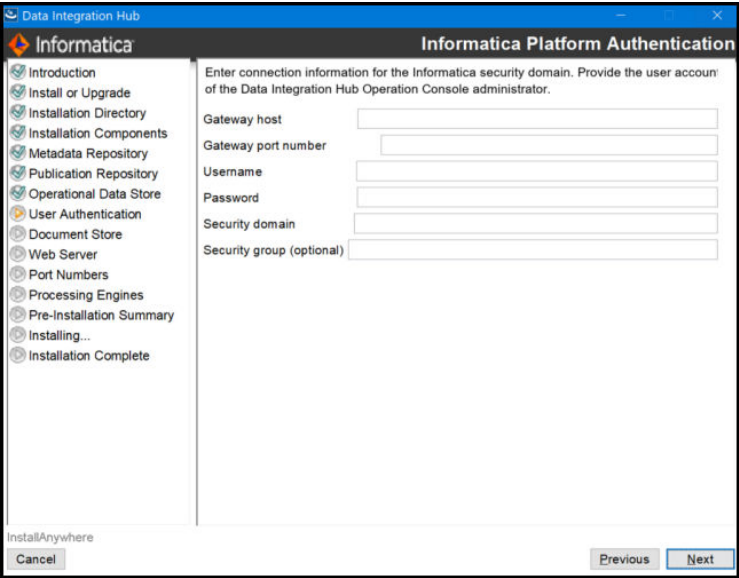 Data Integration Hub
Informatica
Informatica Platform Authentication
Introduction
Install or Upgrade
Installation Directory
Installation Components
Metadata Repository
Publication Repository
Operational Data Store
User Authentication
Document Store
Web Server
Port Numbers
Processing Engines
Pre-Installation Summary
Installing...
Installation Complete
Enter connection information for the Informatica security domain. Provide the user account
of the Data Integration Hub Operation Console administrator.
Gateway host
Gateway port number
Username
Password
Security domain
Security group (optional)
InstallAnywhere
Cancel
Previous
Next